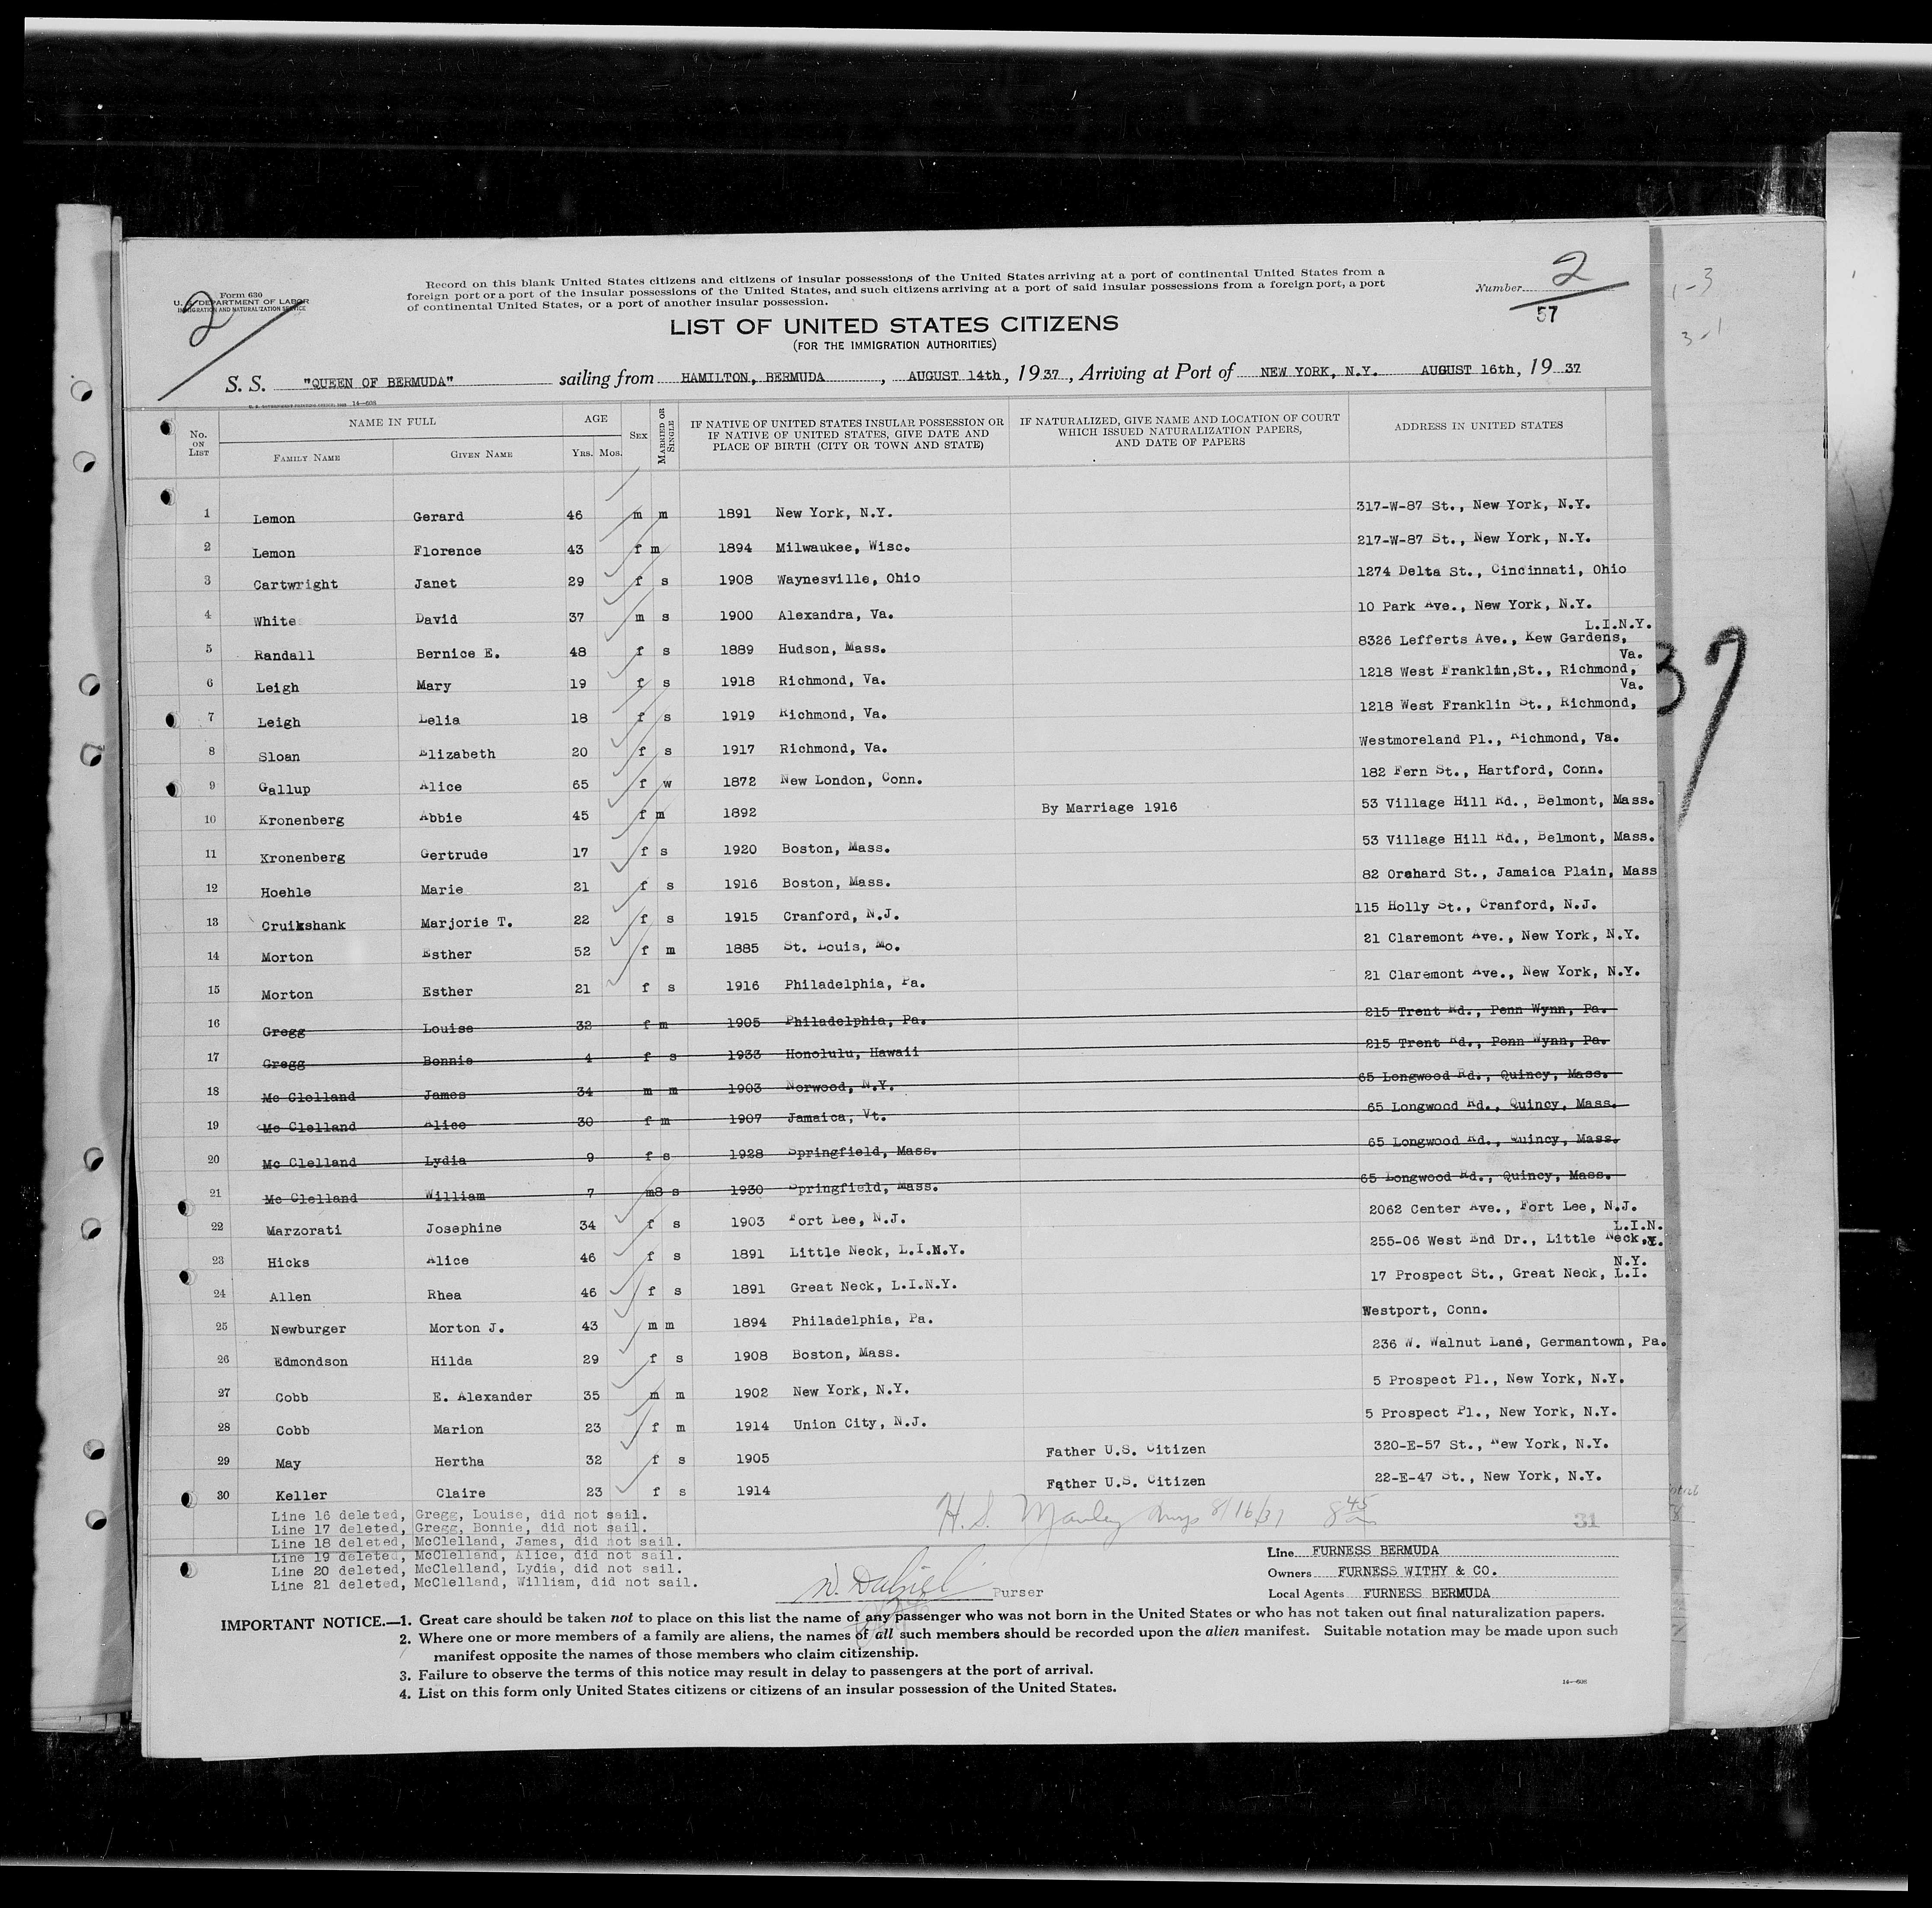 Form 630
U. S. DEPARTMENT OF LABOR
IMMIGRATION AND NATURALIZATION SERVICE
2
Record on this blank United States citizens and citizens of insular possessions of the United States arriving at a port of continental United States from a
foreign port or a port of the insular possessions of the United States, and such citizens arriving at a port of said insular possessions from a foreign port, a port
of continental United States, or a port of another insular possession.
Number 2
57
LIST OF UNITED STATES CITIZENS
(FOR THE IMMIGRATION AUTHORITIES)
S. S. "QUEEN OF BERMUDA" sailing from HAMILTON, BERMUDA, AUGUST 14th, 1937, Arriving at Port of NEW YORK, N.Y. AUGUST 16th, 1937
14—608
No. ON LIST NAME IN FULL AGE SEX MARRIED OR SINGLE IF NATIVE OF UNITED STATES INSULAR POSSESSION OR IF NATIVE OF UNITED STATES, GIVE DATE AND PLACE OF BIRTH (CITY OR TOWN AND STATE) IF NATURALIZED, GIVE NAME AND LOCATION OF COURT WHICH ISSUED NATURALIZATION PAPERS, AND DATE OF PAPERS ADDRESS IN UNITED STATES
FAMILY NAME GIVEN NAME YRS. MOS.
1 Lemon Gerard 46 m m 1891 New York, N.Y. 317-W-87 St., New York, N.Y.
2 Lemon Florence 43 f m 1894 Milwaukee, Wisc. 217-W-87 St., New York, N.Y.
3 Cartwright Janet 29 f s 1908 Waynesville, Ohio 1274 Delta St., Cincinnati, Ohio
4 White David 37 m s 1900 Alexandra, Va. 10 Park Ave., New York, N.Y.
5 Randall Bernice E. 48 f s 1889 Hudson, Mass. 8326 Lefferts Ave., Kew Gardens, L.I.N.Y.
6 Leigh Mary 19 f s 1918 Richmond, Va. 1218 West Franklin,St., Richmond, Va.
7 Leigh Lelia 18 f s 1919 Richmond, Va. 1218 West Franklin St., Richmond, Va.
8 Sloan Elizabeth 20 f s 1917 Richmond, Va. Westmoreland Pl., Richmond, Va.
9 Gallup Alice 65 f w 1872 New London, Conn. 182 Fern St., Hartford, Conn.
10 Kronenberg Abbie 45 f m 1892 By Marriage 1916 53 Village Hill Rd., Belmont, Mass.
11 Kronenberg Gertrude 17 f s 1920 Boston, Mass. 53 Village Hill Rd., Belmont, Mass.
12 Hoehle Marie 21 f s 1916 Boston, Mass. 82 Orchard St., Jamaica Plain, Mass
13 Cruikshank Marjorie T. 22 f s 1915 Cranford, N.J. 115 Holly St., Cranford, N.J.
14 Morton Esther 52 f m 1885 St. Louis, Mo. 21 Claremont Ave., New York, N.Y.
15 Morton Esther 21 f s 1916 Philadelphia, Pa. 21 Claremont Ave., New York, N.Y.
16 Gregg Louise 32 f m 1905 Philadelphia, Pa. 215 Trent Rd., Penn Wynn, Pa.
17 Gregg Bonnie 4 f s 1933 Honolulu, Hawaii 215 Trent Rd., Penn Wynn, Pa.
18 Mc Clelland James 34 m m 1903 Norwood, N.Y. 65 Longwood Rd., Quincy, Mass.
19 Mc Clelland Alice 30 f m 1907 Jamaica, Vt. 65 Longwood Rd., Quincy, Mass.
20 Mc Clelland Lydia 9 f s 1928 Springfield, Mass. 65 Longwood Rd., Quincy, Mass.
21 Mc Clelland William 7 m8 s 1930 Springfield, Mass. 65 Longwood Rd., Quincy, Mass.
22 Marzorati Josephine 34 f s 1903 Fort Lee, N.J. 2062 Center Ave., Fort Lee, N.J.
23 Hicks Alice 46 f s 1891 Little Neck, L.I.N.Y. 255-06 West End Dr., Little Neck, L.I.N.Y.
24 Allen Rhea 46 f s 1891 Great Neck, L.I.N.Y. 17 Prospect St., Great Neck, L.I. N.Y.
25 Newburger Morton J. 43 m m 1894 Philadelphia, Pa. Westport, Conn.
26 Edmondson Hilda 29 f s 1908 Boston, Mass. 236 W. Walnut Lane, Germantown, Pa.
27 Cobb E. Alexander 35 m m 1902 New York, N.Y. 5 Prospect Pl., New York, N.Y.
28 Cobb Marion 23 f m 1914 Union City, N.J. 5 Prospect Pl., New York, N.Y.
29 May Hertha 32 f s 1905 Father U.S. Citizen 320-E-57 St., New York, N.Y.
30 Keller Claire 23 f s 1914 Father U.S. Citizen 22-E-47 St., New York, N.Y.
Line 16 deleted, Gregg, Louise, did not sail.
Line 17 deleted, Gregg, Bonnie, did not sail.
Line 18 deleted, McClelland, James, did not sail.
Line 19 deleted, McClelland, Alice, did not sail.
Line 20 deleted, McClelland, Lydia, did not sail.
Line 21 deleted, McClelland, William, did not sail.
H. S. Manley 8/16/37 8 45
31
Purser
Line FURNESS BERMUDA
Owners FURNESS WITHY & CO.
Local Agents FURNESS BERMUDA
IMPORTANT NOTICE.—1. Great care should be taken not to place on this list the name of any passenger who was not born in the United States or who has not taken out final naturalization papers.
2. Where one or more members of a family are aliens, the names of all such members should be recorded upon the alien manifest. Suitable notation may be made upon such
manifest opposite the names of those members who claim citizenship.
3. Failure to observe the terms of this notice may result in delay to passengers at the port of arrival.
4. List on this form only United States citizens or citizens of an insular possession of the United States.
14—608
1-3
3-1
37